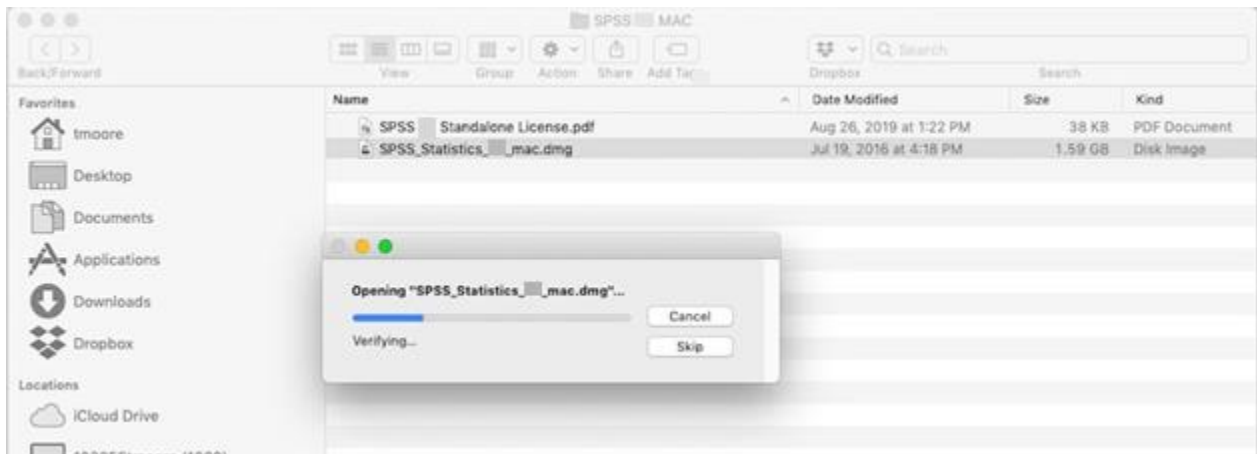 SPSS MAC
Back/Forward
View Group Action Share Add Tag
Dropbox
Search
Search
Favorites
tmoore
Desktop
Documents
Applications
Downloads
Dropbox
Locations
iCloud Drive
Name Date Modified Size Kind
SPSS Standalone License.pdf Aug 26, 2019 at 1:22 PM 38 KB PDF Document
SPSS_Statistics_ _mac.dmg Jul 19, 2016 at 4:18 PM 1.59 GB Disk Image
Opening "SPSS_Statistics_ _mac.dmg"...
Cancel
Verifying...
Skip